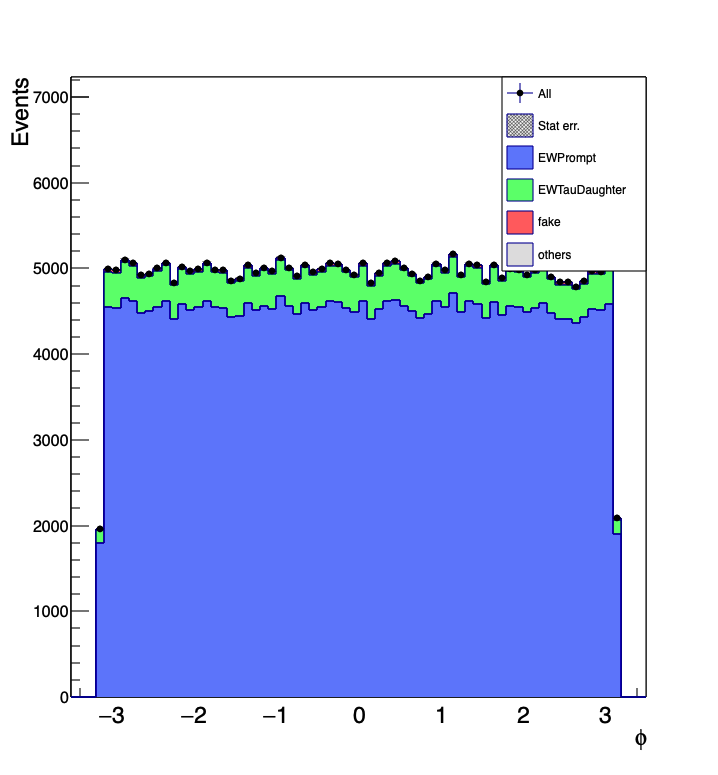 Events
7000
6000
5000
4000
3000
2000
1000
0
−3 −2 −1 0 1 2 3
ϕ
All
Stat err.
EWPrompt
EWTauDaughter
fake
others